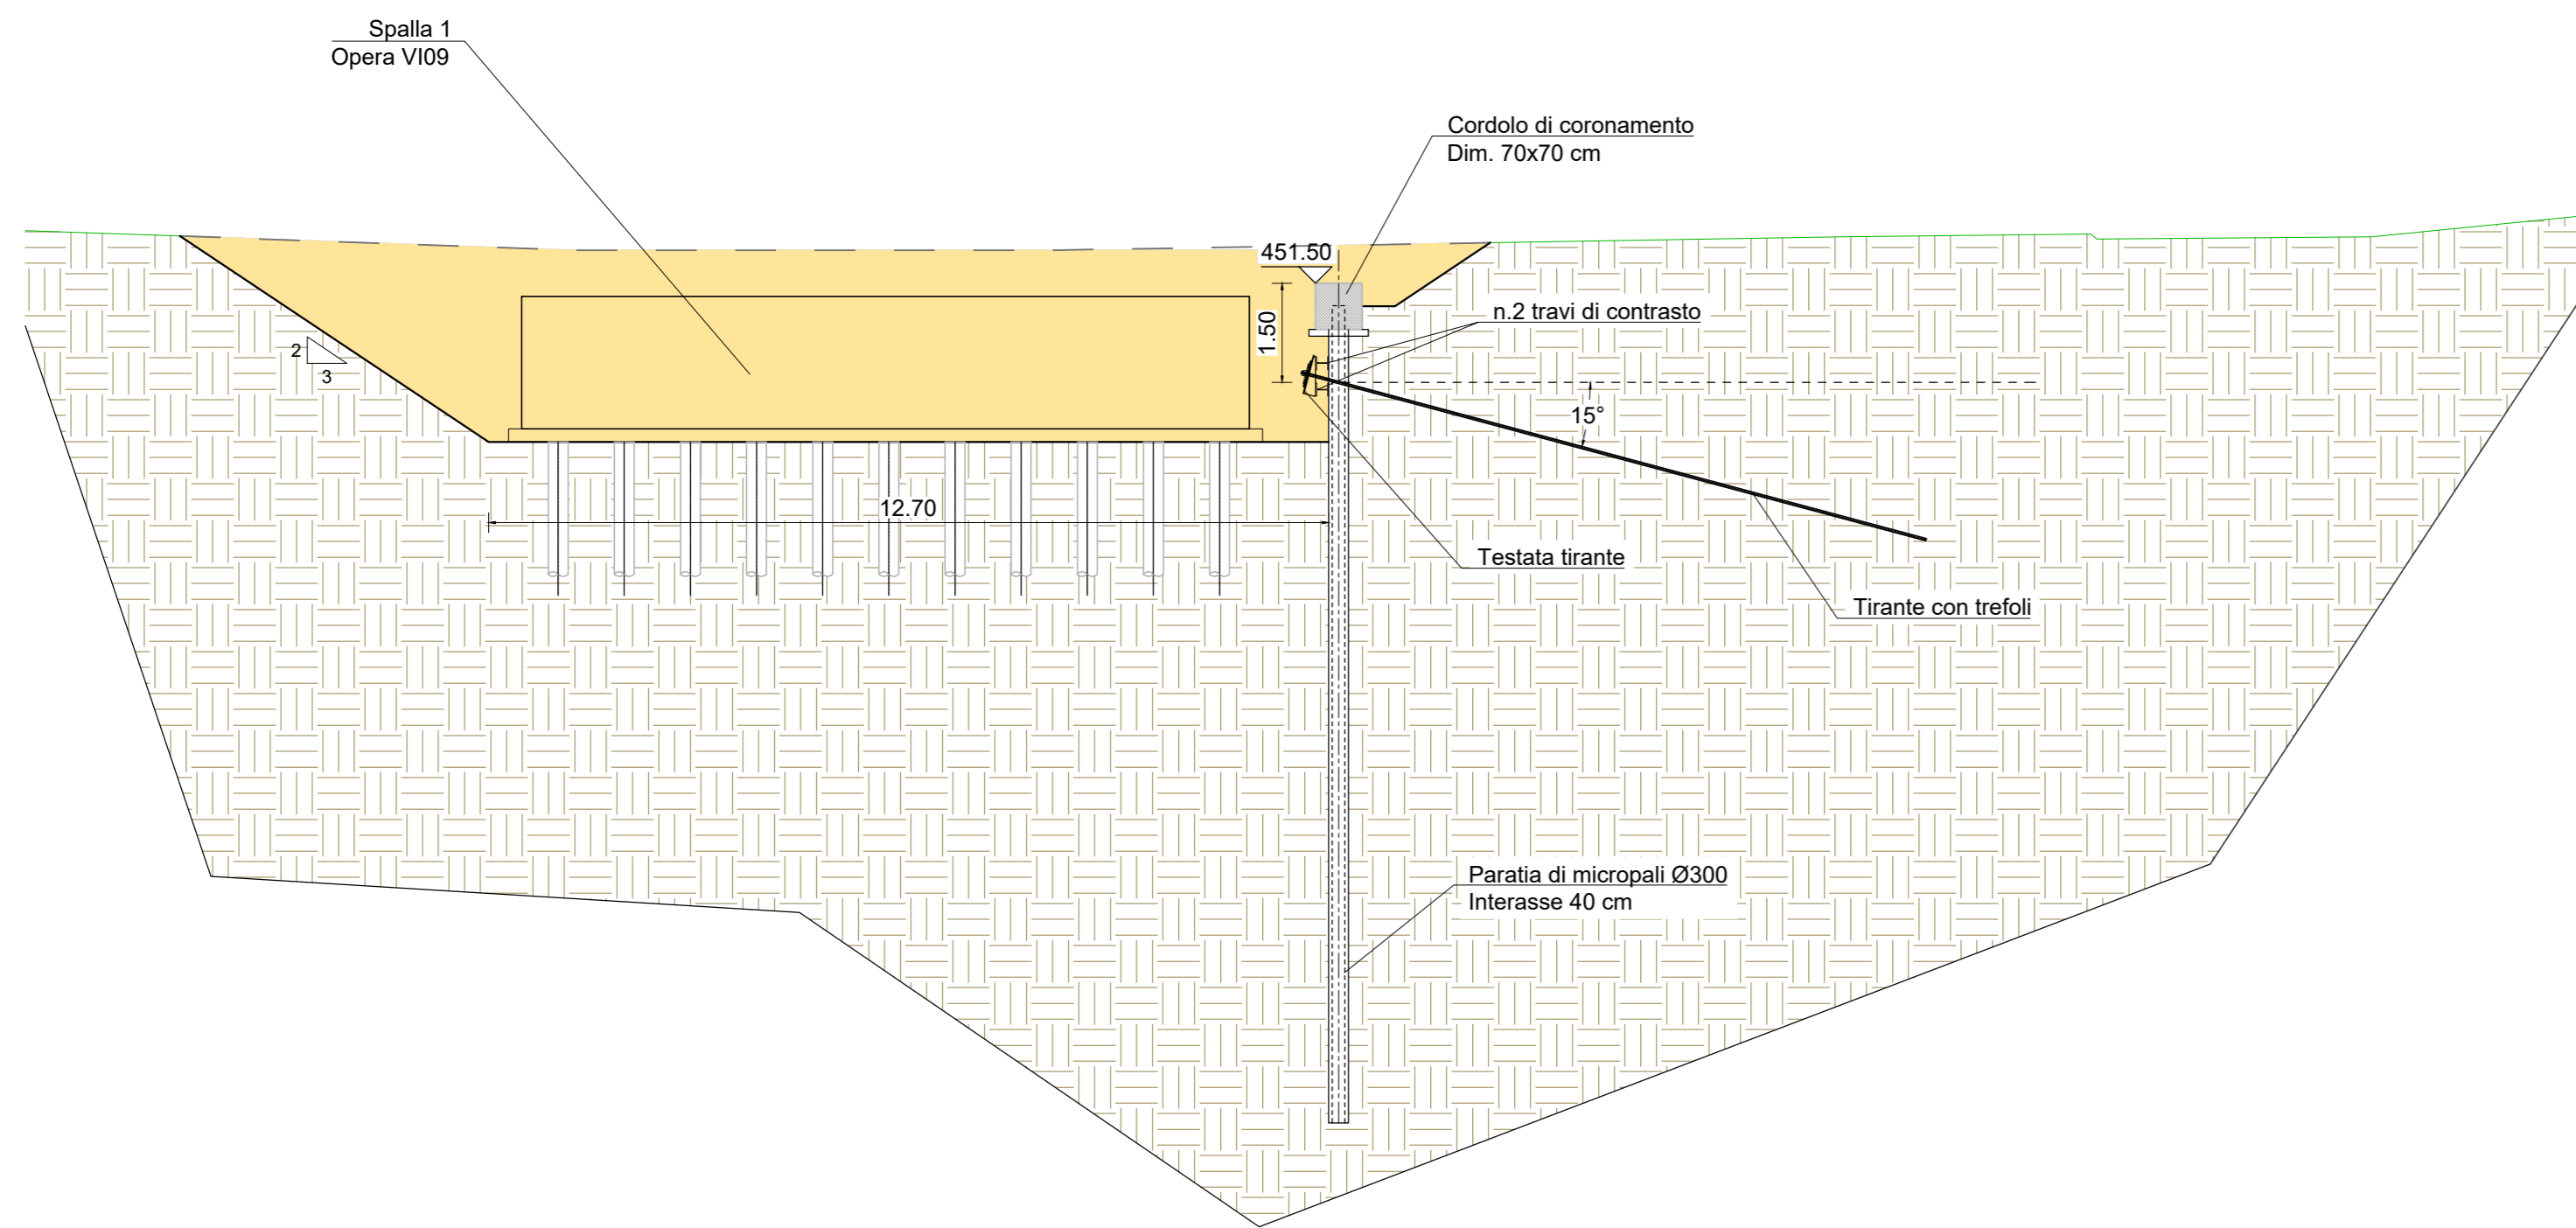 Spalla 1
Opera VI09
Cordolo di coronamento
Dim. 70x70 cm
451.50
1.50
n.2 travi di contrasto
2
3
15°
12.70
Testata tirante
Tirante con trefoli
Paratia di micropali Ø300
Interasse 40 cm